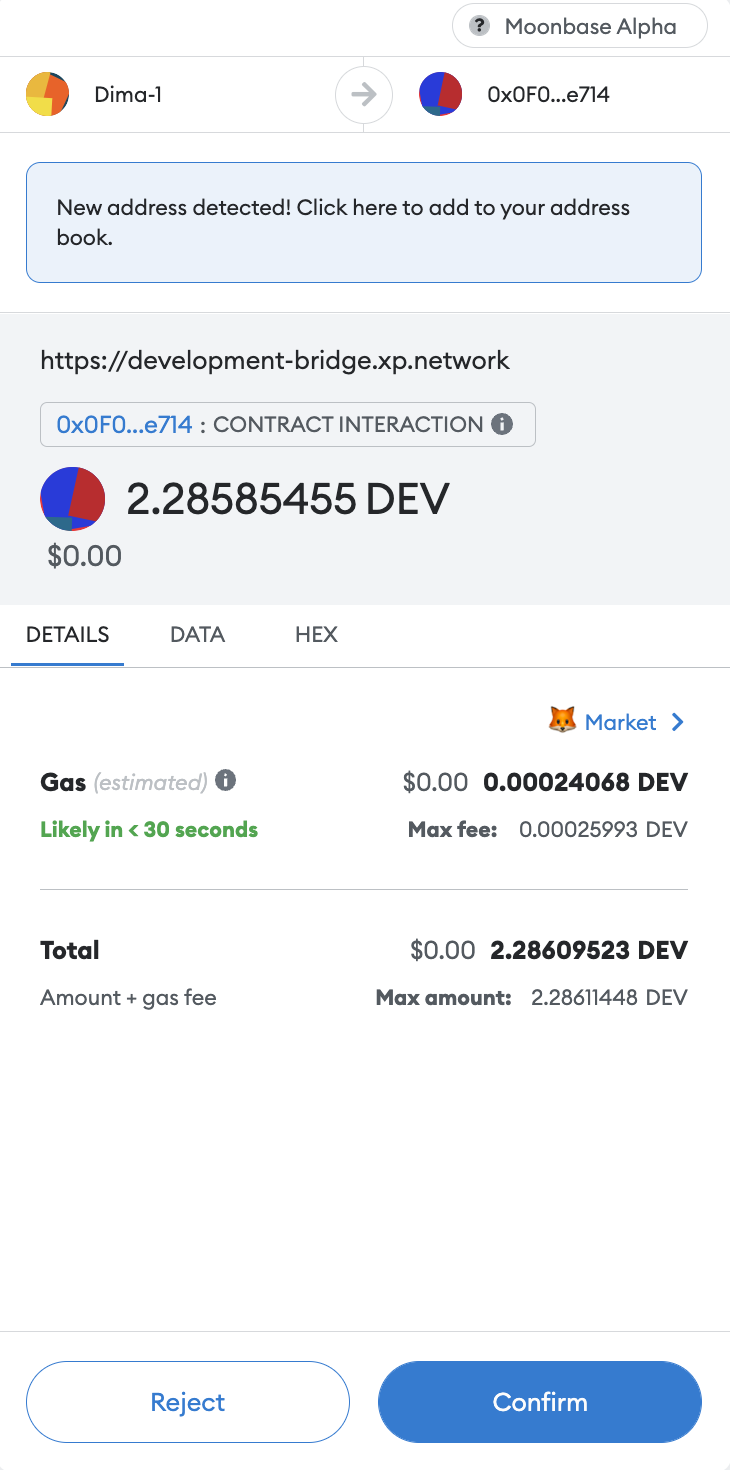 ? Moonbase Alpha
Dima-1 0x0F0...e714
New address detected! Click here to add to your address
book.
https://development-bridge.xp.network
0x0F0...e714 : CONTRACT INTERACTION i
2.28585455 DEV
$0.00
DETAILS DATA HEX
Market
Gas (estimated) i $0.00 0.00024068 DEV
Likely in < 30 seconds Max fee: 0.00025993 DEV
Total $0.00 2.28609523 DEV
Amount + gas fee Max amount: 2.28611448 DEV
Reject Confirm